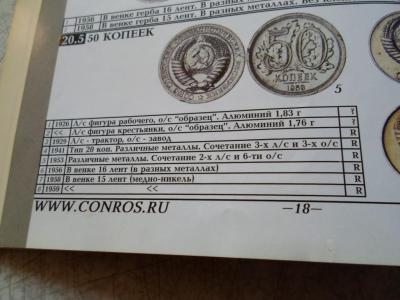 1956 В венке герба 16 лент. В разных металлах.
1958 В венке герба 15 лент. В разных металлах. Без
20.5 50 КОПЕЕК
50
КОПЕЕК
5
1 1926 Л/с фигура рабочего, о/с "образец". Алюминий 1,83 г ?
2 << Л/с фигура крестьянки, о/с "образец". Алюминий 1,76 г ?
3 1929 Л/с - трактор, о/с - завод R
4 1941 Тип 20 коп. Различные металлы. Сочетание 3-х л/с и 3-х о/с R
5 1953 Различные металлы. Сочетание 2-х л/с и 6-ти о/с R
6 1956 В венке 16 лент (в разных металлах) R
7 1958 В венке 15 лент (медно-никель) R
8 1959 << << R
WWW.CONROS.RU
–18–